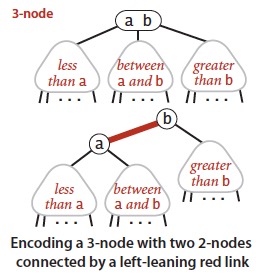 3-node
a b
less
than a
between
a and b
greater
than b
. . .
. . .
. . .
b
a
greater
than b
less
than a
between
a and b
. . .
. . .
. . .
Encoding a 3-node with two 2-nodes
connected by a left-leaning red link